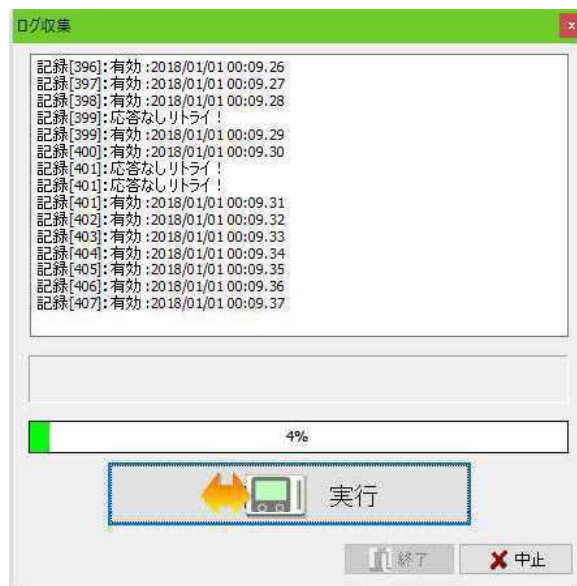 ログ収集
記録[396]:有効 :2018/01/01 00:09.26
記録[397]:有効 :2018/01/01 00:09.27
記録[398]:有効 :2018/01/01 00:09.28
記録[399]:応答なしリトライ！
記録[399]:有効 :2018/01/01 00:09.29
記録[400]:有効 :2018/01/01 00:09.30
記録[401]:応答なしリトライ！
記録[401]:応答なしリトライ！
記録[401]:有効 :2018/01/01 00:09.31
記録[402]:有効 :2018/01/01 00:09.32
記録[403]:有効 :2018/01/01 00:09.33
記録[404]:有効 :2018/01/01 00:09.34
記録[405]:有効 :2018/01/01 00:09.35
記録[406]:有効 :2018/01/01 00:09.36
記録[407]:有効 :2018/01/01 00:09.37
4%
実行
終了 中止